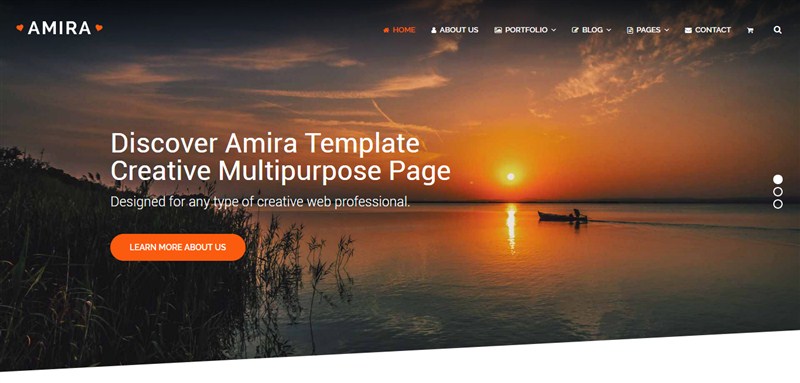 AMIRA
HOME ABOUT US PORTFOLIO BLOG PAGES CONTACT
Discover Amira Template
Creative Multipurpose Page
Designed for any type of creative web professional.
LEARN MORE ABOUT US